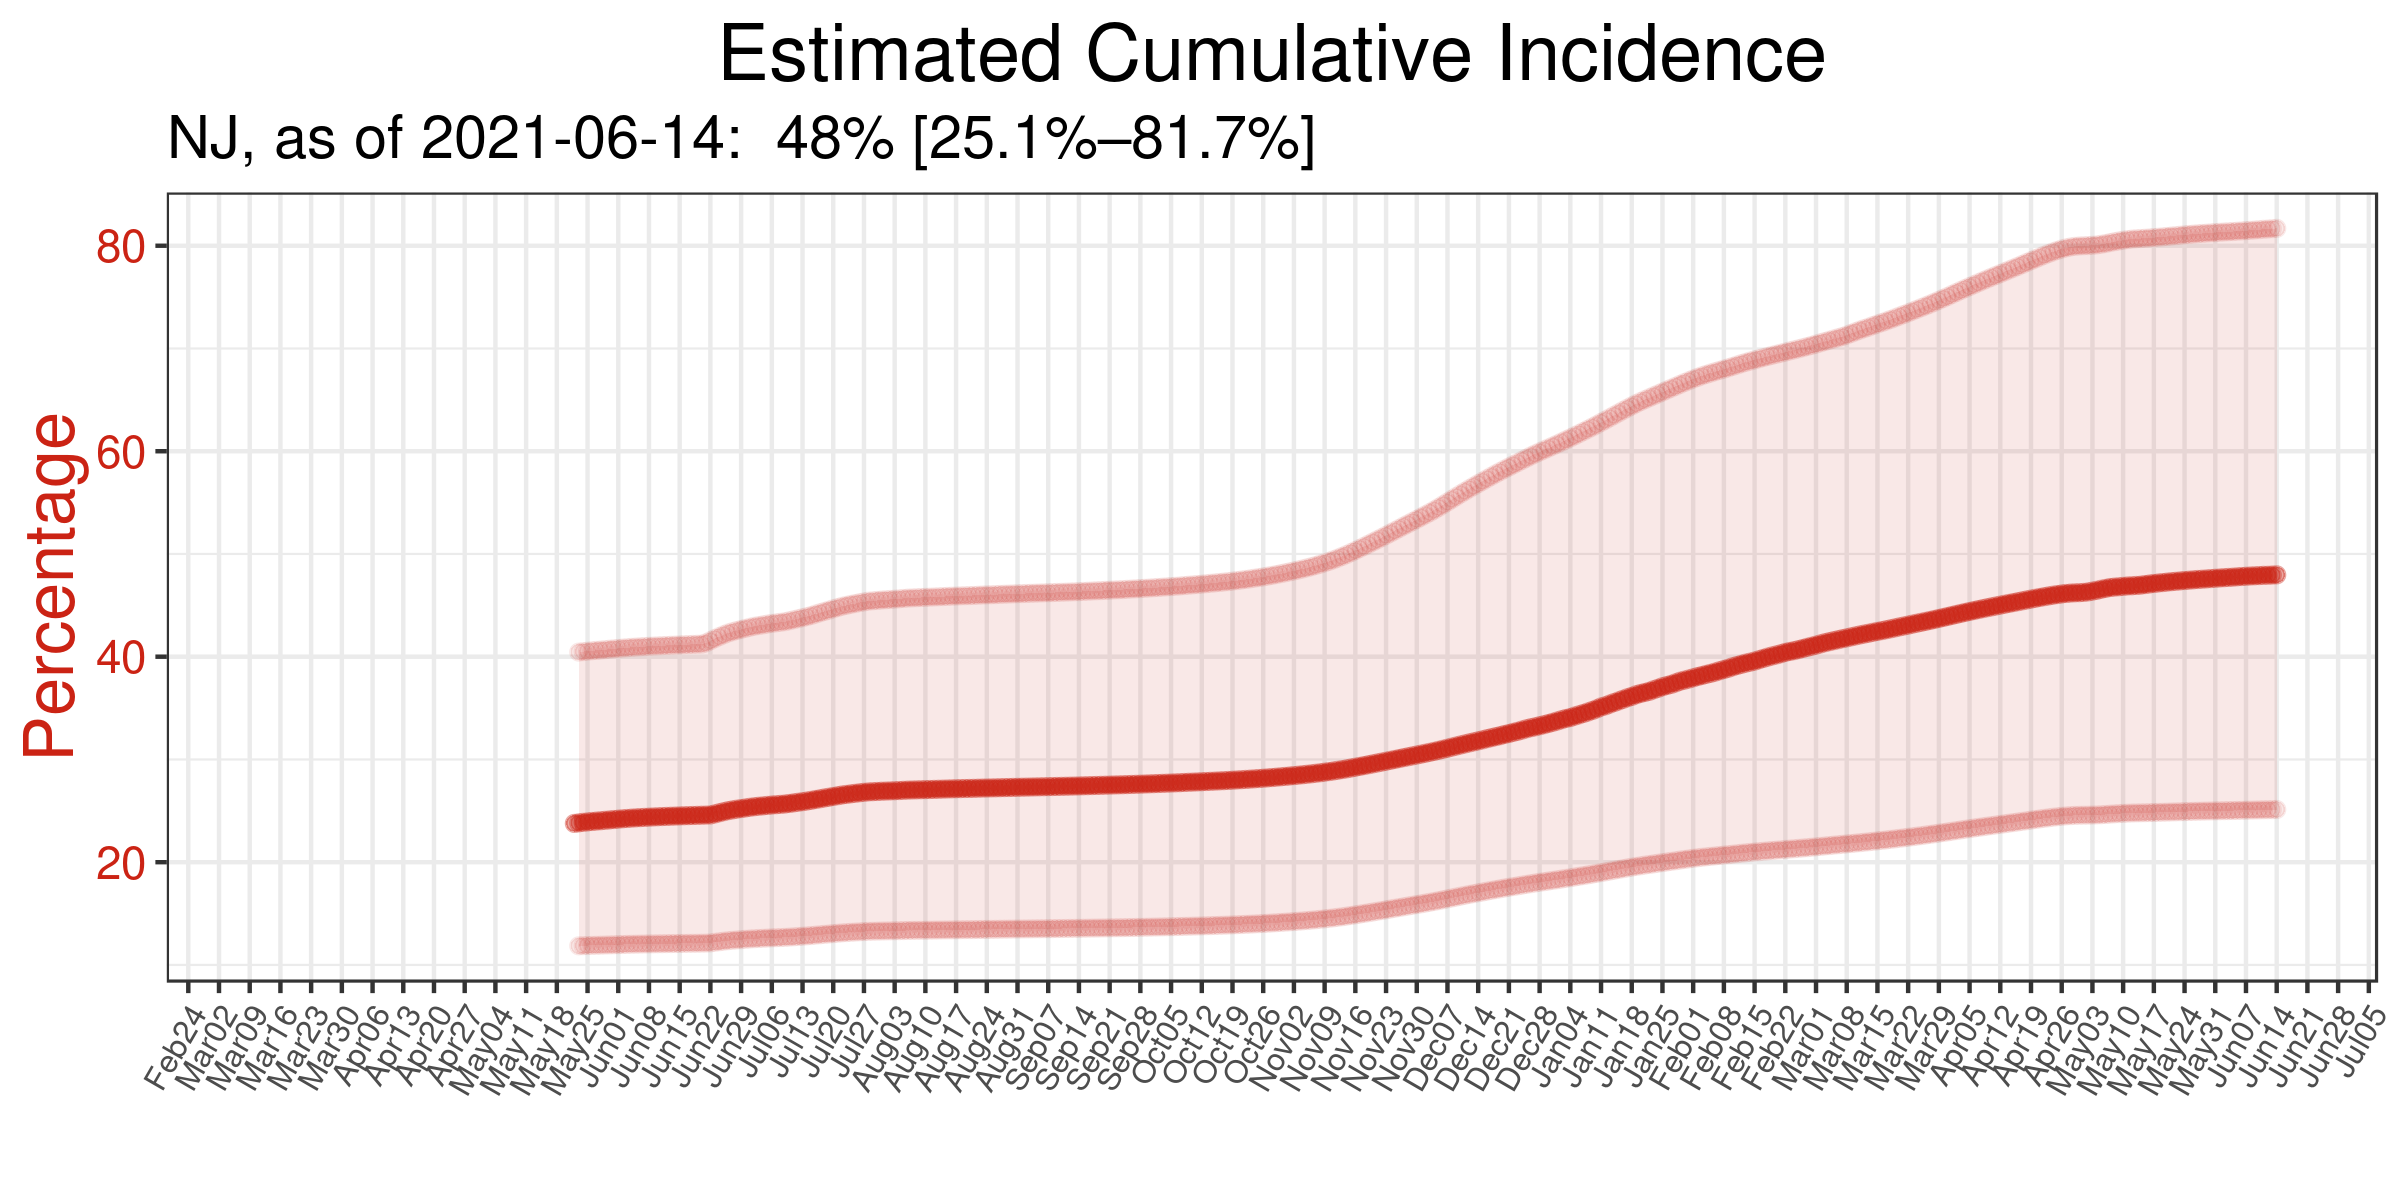 Estimated Cumulative Incidence
NJ, as of 2021-06-14:  48% [25.1%–81.7%]
Percentage
80
60
40
20
Feb24
Mar02
Mar09
Mar16
Mar23
Mar30
Apr06
Apr13
Apr20
Apr27
May04
May11
May18
May25
Jun01
Jun08
Jun15
Jun22
Jun29
Jul06
Jul13
Jul20
Jul27
Aug03
Aug10
Aug17
Aug24
Aug31
Sep07
Sep14
Sep21
Sep28
Oct05
Oct12
Oct19
Oct26
Nov02
Nov09
Nov16
Nov23
Nov30
Dec07
Dec14
Dec21
Dec28
Jan04
Jan11
Jan18
Jan25
Feb01
Feb08
Feb15
Feb22
Mar01
Mar08
Mar15
Mar22
Mar29
Apr05
Apr12
Apr19
Apr26
May03
May10
May17
May24
May31
Jun07
Jun14
Jun21
Jun28
Jul05